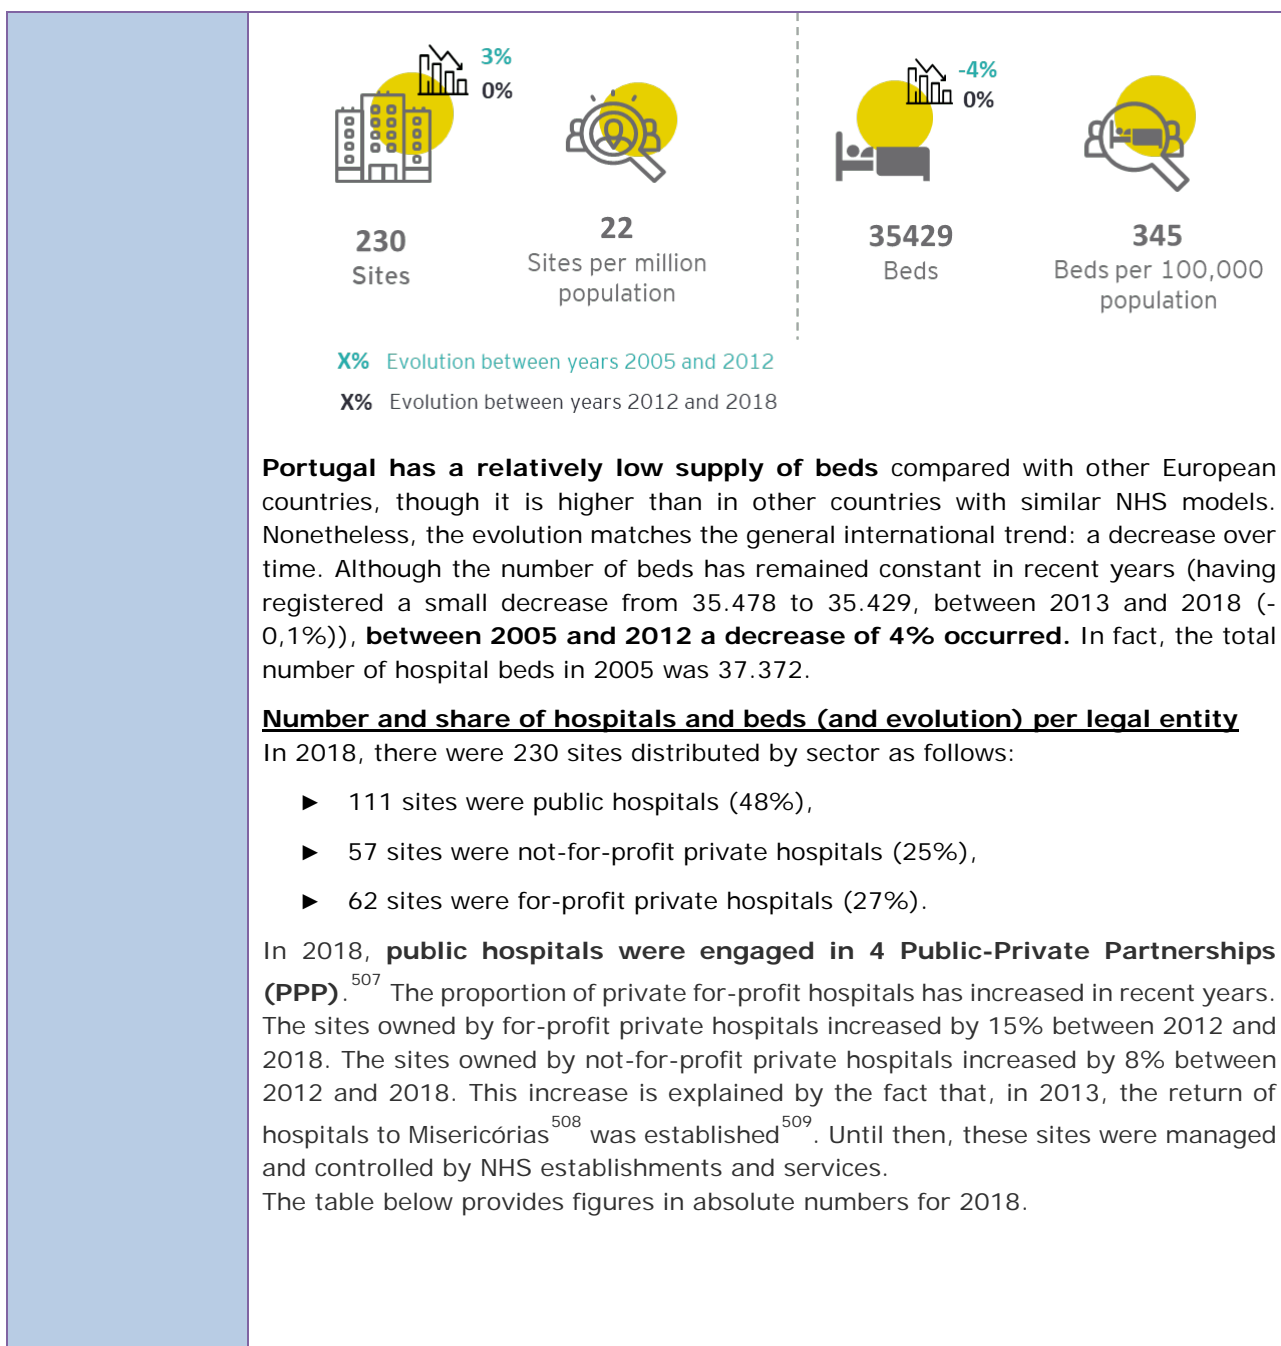 3%
0%
230
Sites
22
Sites per million
population
-4%
0%
35429
Beds
345
Beds per 100,000
population
X% Evolution between years 2005 and 2012
X% Evolution between years 2012 and 2018
Portugal has a relatively low supply of beds compared with other European
countries, though it is higher than in other countries with similar NHS models.
Nonetheless, the evolution matches the general international trend: a decrease over
time. Although the number of beds has remained constant in recent years (having
registered a small decrease from 35.478 to 35.429, between 2013 and 2018 (-
0,1%)), between 2005 and 2012 a decrease of 4% occurred. In fact, the total
number of hospital beds in 2005 was 37.372.
Number and share of hospitals and beds (and evolution) per legal entity
In 2018, there were 230 sites distributed by sector as follows:
► 111 sites were public hospitals (48%),
► 57 sites were not-for-profit private hospitals (25%),
► 62 sites were for-profit private hospitals (27%).
In 2018, public hospitals were engaged in 4 Public-Private Partnerships
(PPP).507 The proportion of private for-profit hospitals has increased in recent years.
The sites owned by for-profit private hospitals increased by 15% between 2012 and
2018. The sites owned by not-for-profit private hospitals increased by 8% between
2012 and 2018. This increase is explained by the fact that, in 2013, the return of
hospitals to Misericórias508 was established509. Until then, these sites were managed
and controlled by NHS establishments and services.
The table below provides figures in absolute numbers for 2018.